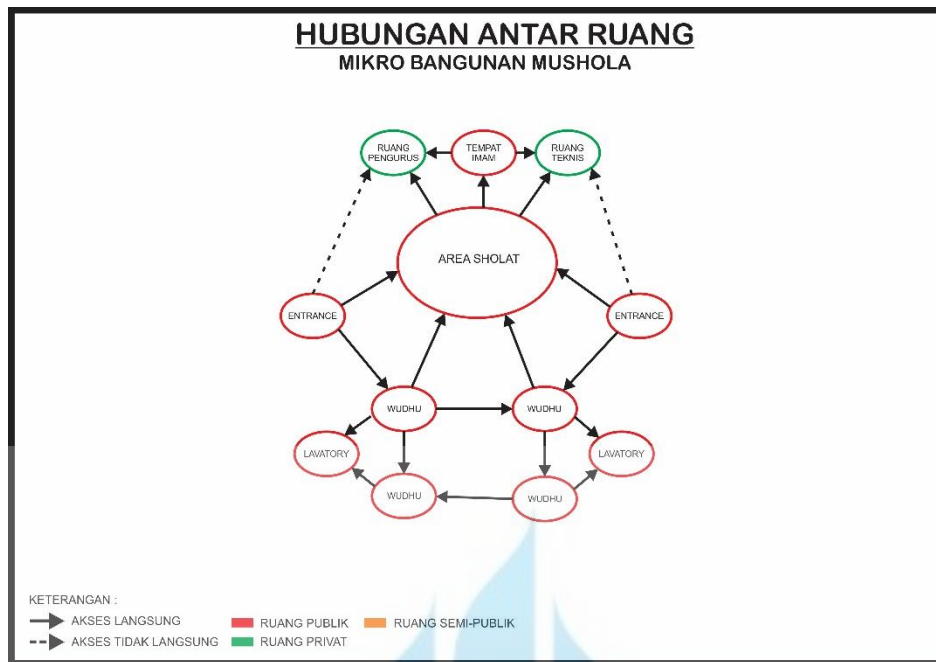 HUBUNGAN ANTAR RUANG
MIKRO BANGUNAN MUSHOLA
RUANG
PENGURUS
TEMPAT
IMAM
RUANG
TEKNIS
AREA SHOLAT
ENTRANCE
ENTRANCE
WUDHU
WUDHU
LAVATORY
LAVATORY
WUDHU
WUDHU
KETERANGAN :
AKSES LANGSUNG
RUANG PUBLIK
RUANG SEMI-PUBLIK
AKSES TIDAK LANGSUNG
RUANG PRIVAT